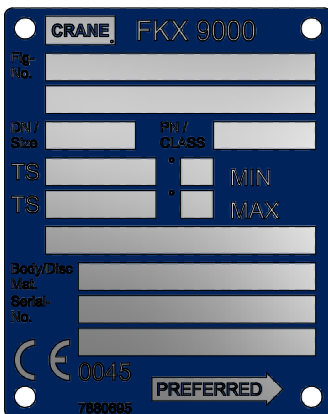 CRANE. FKX 9000
Fig-
No.
DN / PN /
Size CLASS
TS ° MIN
TS ° MAX
Body/Disc
Mat.
Serial-
No.
CE 0045
PREFERRED
7680895